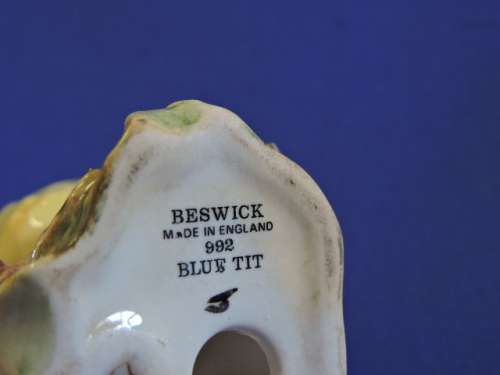 BESWICK
MADE IN ENGLAND
992
BLUE TIT